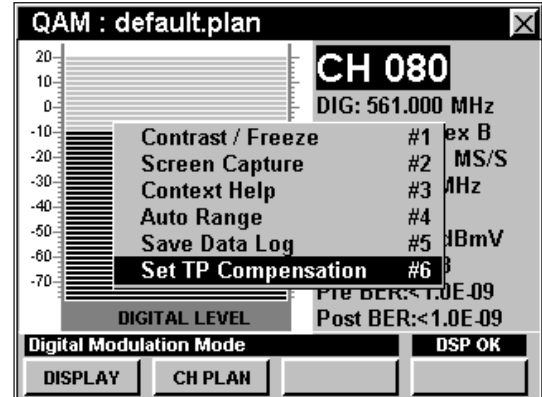 QAM : default.plan
20
10
0
-10
-20
-30
-40
-50
-60
-70
DIGITAL LEVEL
CH 080
DIG: 561.000 MHz
ex B
MS/S
MHz
dBmV
Pre BER:<1.0E-09
Post BER:<1.0E-09
Contrast / Freeze #1
Screen Capture #2
Context Help #3
Auto Range #4
Save Data Log #5
Set TP Compensation #6
Digital Modulation Mode DSP OK
DISPLAY CH PLAN